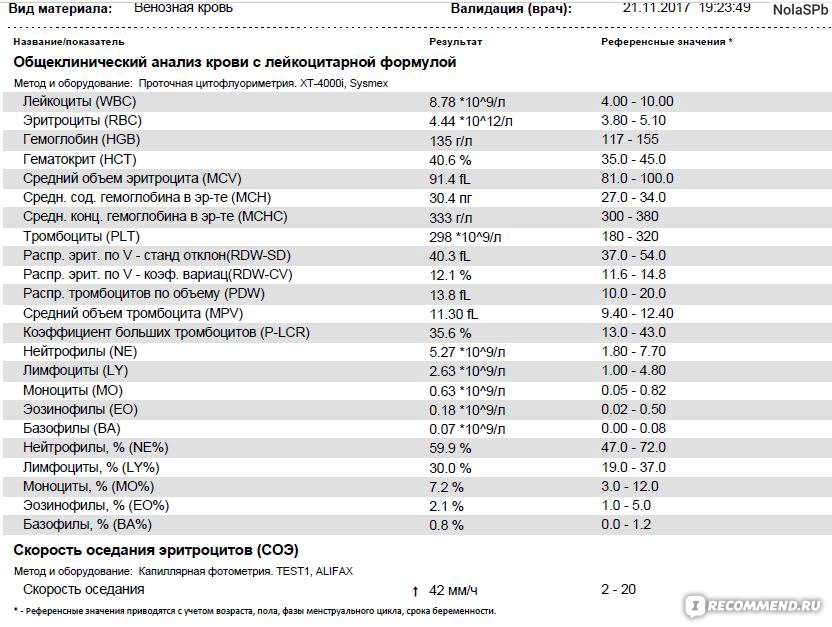 Вид материала: Венозная кровь Валидация (врач): 21.11.2017 19:23:49 NolaSPb
Название/показатель Результат Референсные значения *
Общеклинический анализ крови с лейкоцитарной формулой
Метод и оборудование: Проточная цитофлуориметрия. XT-4000i, Sysmex
Лейкоциты (WBC) 8.78 *10^9/л 4.00 - 10.00
Эритроциты (RBC) 4.44 *10^12/л 3.80 - 5.10
Гемоглобин (HGB) 135 г/л 117 - 155
Гематокрит (HCT) 40.6 % 35.0 - 45.0
Средний объем эритроцита (MCV) 91.4 fL 81.0 - 100.0
Средн. сод. гемоглобина в эр-те (MCH) 30.4 пг 27.0 - 34.0
Средн. конц. гемоглобина в эр-те (MCHC) 333 г/л 300 - 380
Тромбоциты (PLT) 298 *10^9/л 180 - 320
Распр. эрит. по V - станд отклон(RDW-SD) 40.3 fL 37.0 - 54.0
Распр. эрит. по V - коэф. вариац(RDW-CV) 12.1 % 11.6 - 14.8
Распр. тромбоцитов по объему (PDW) 13.8 fL 10.0 - 20.0
Средний объем тромбоцита (MPV) 11.30 fL 9.40 - 12.40
Коэффициент больших тромбоцитов (P-LCR) 35.6 % 13.0 - 43.0
Нейтрофилы (NE) 5.27 *10^9/л 1.80 - 7.70
Лимфоциты (LY) 2.63 *10^9/л 1.00 - 4.80
Моноциты (MO) 0.63 *10^9/л 0.05 - 0.82
Эозинофилы (EO) 0.18 *10^9/л 0.02 - 0.50
Базофилы (BA) 0.07 *10^9/л 0.00 - 0.08
Нейтрофилы, % (NE%) 59.9 % 47.0 - 72.0
Лимфоциты, % (LY%) 30.0 % 19.0 - 37.0
Моноциты, % (MO%) 7.2 % 3.0 - 12.0
Эозинофилы, % (EO%) 2.1 % 1.0 - 5.0
Базофилы, % (BA%) 0.8 % 0.0 - 1.2
Скорость оседания эритроцитов (СОЭ)
Метод и оборудование: Капиллярная фотометрия. TEST1, ALIFAX
Скорость оседания ↑ 42 мм/ч 2 - 20
* - Референсные значения приводятся с учетом возраста, пола, фазы менструального цикла, срока беременности.
I RECOMMEND.RU